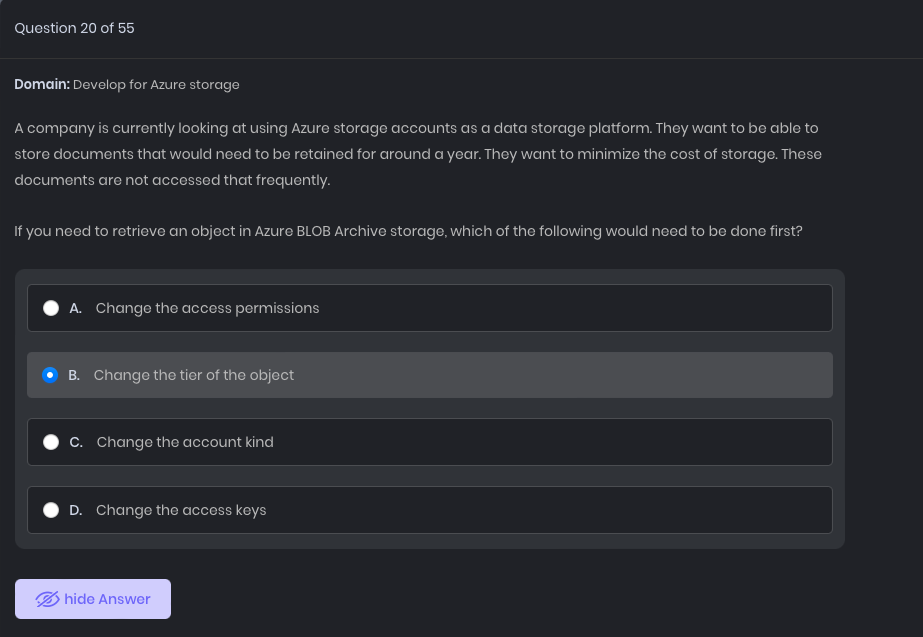 Question 20 of 55
Domain: Develop for Azure storage
A company is currently looking at using Azure storage accounts as a data storage platform. They want to be able to
store documents that would need to be retained for around a year. They want to minimize the cost of storage. These
documents are not accessed that frequently.
If you need to retrieve an object in Azure BLOB Archive storage, which of the following would need to be done first?
A. Change the access permissions
B. Change the tier of the object
C. Change the account kind
D. Change the access keys
hide Answer